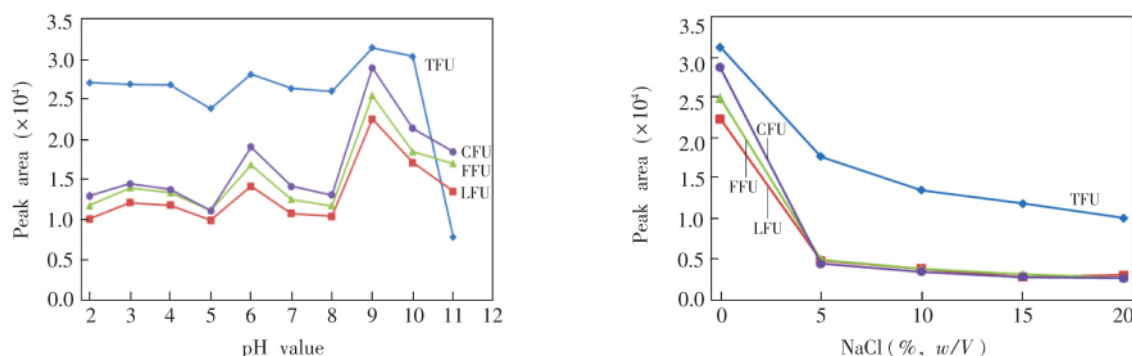 3.5
3.0
2.5
2.0
1.5
1.0
0.5
0.0
Peak area (×10⁴)
2 3 4 5 6 7 8 9 10 11 12
pH value
TFU
CFU
FFU
LFU
3.5
3.0
2.5
2.0
1.5
1.0
0.5
0.0
Peak area (×10⁴)
0 5 10 15 20
NaCl(%, w/V)
CFU
FFU
LFU
TFU